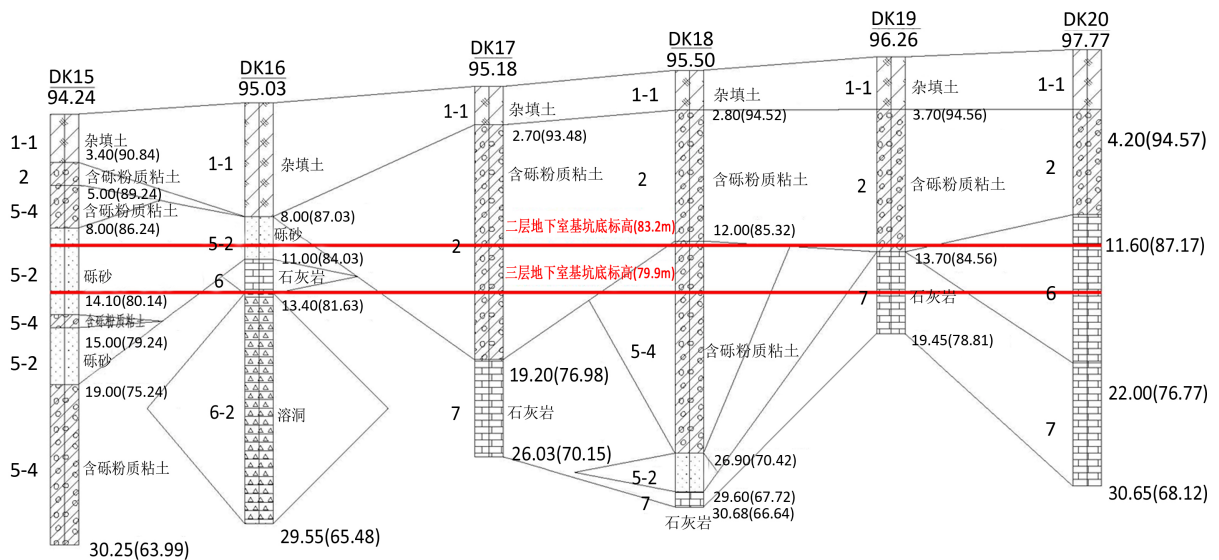 DK15
94.24
1-1
杂填土
3.40(90.84)
2
含砾粉质粘土
5.00(89.24)
5-4
含砾粉质粘土
8.00(86.24)
5-2
砾砂
14.10(80.14)
5-4
含砾粉质粘土
15.00(79.24)
5-2
砾砂
19.00(75.24)
5-4
含砾粉质粘土
30.25(63.99)
DK16
95.03
1-1
杂填土
8.00(87.03)
5-2
砾砂
11.00(84.03)
6
石灰岩
13.40(81.63)
6-2
溶洞
29.55(65.48)
DK17
95.18
1-1
杂填土
2.70(93.48)
含砾粉质粘土
2
19.20(76.98)
7
石灰岩
26.03(70.15)
二层地下室基坑底标高(83.2m)
三层地下室基坑底标高(79.9m)
DK18
95.50
1-1
杂填土
2.80(94.52)
2
含砾粉质粘土
12.00(85.32)
5-4
含砾粉质粘土
26.90(70.42)
5-2
29.60(67.72)
7
30.68(66.64)
石灰岩
DK19
96.26
1-1
杂填土
3.70(94.56)
2
含砾粉质粘土
13.70(84.56)
7
石灰岩
19.45(78.81)
DK20
97.77
1-1
4.20(94.57)
2
11.60(87.17)
6
22.00(76.77)
7
30.65(68.12)